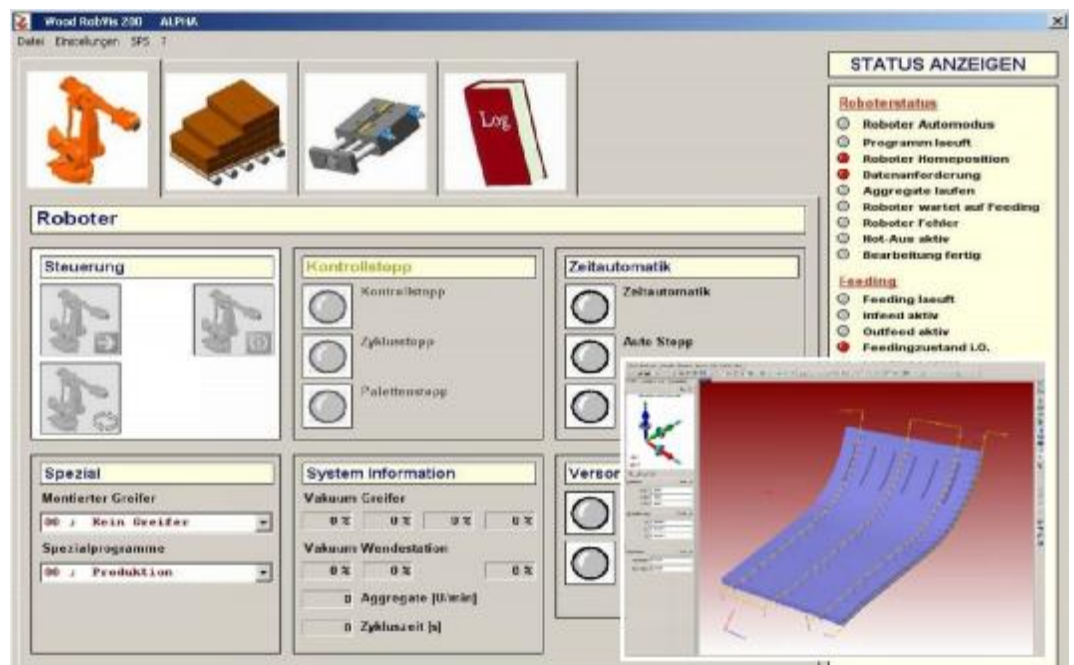 Wood RobVis 200 ALPHA
Datei Einstellungen SPS ?
Log
Roboter
Steuerung
Kontrollstopp
Kontrollstopp
Zyklusstopp
Palettenstopp
Zeitautomatik
Zeitautomatik
Auto Stopp
Spezial
Montierter Greifer
00 ; Kein Greifer
Spezialprogramme
00 ; Produktion
System Information
Vakuum Greifer
0 % 0 % 0 % 0 %
Vakuum Wendestation
0 % 0 % 0 %
0 Aggregate [U/min]
0 Zykluszeit [s]
Versor
STATUS ANZEIGEN
Roboterstatus
Roboter Automodus
Programm laeuft
Roboter Homeposition
Datenanforderung
Aggregate laufen
Roboter wartet auf Feeding
Roboter Fehler
Not-Aus aktiv
Bearbeitung fertig
Feeding
Feeding laeuft
Infeed aktiv
Outfeed aktiv
Feedingzustand i.O.